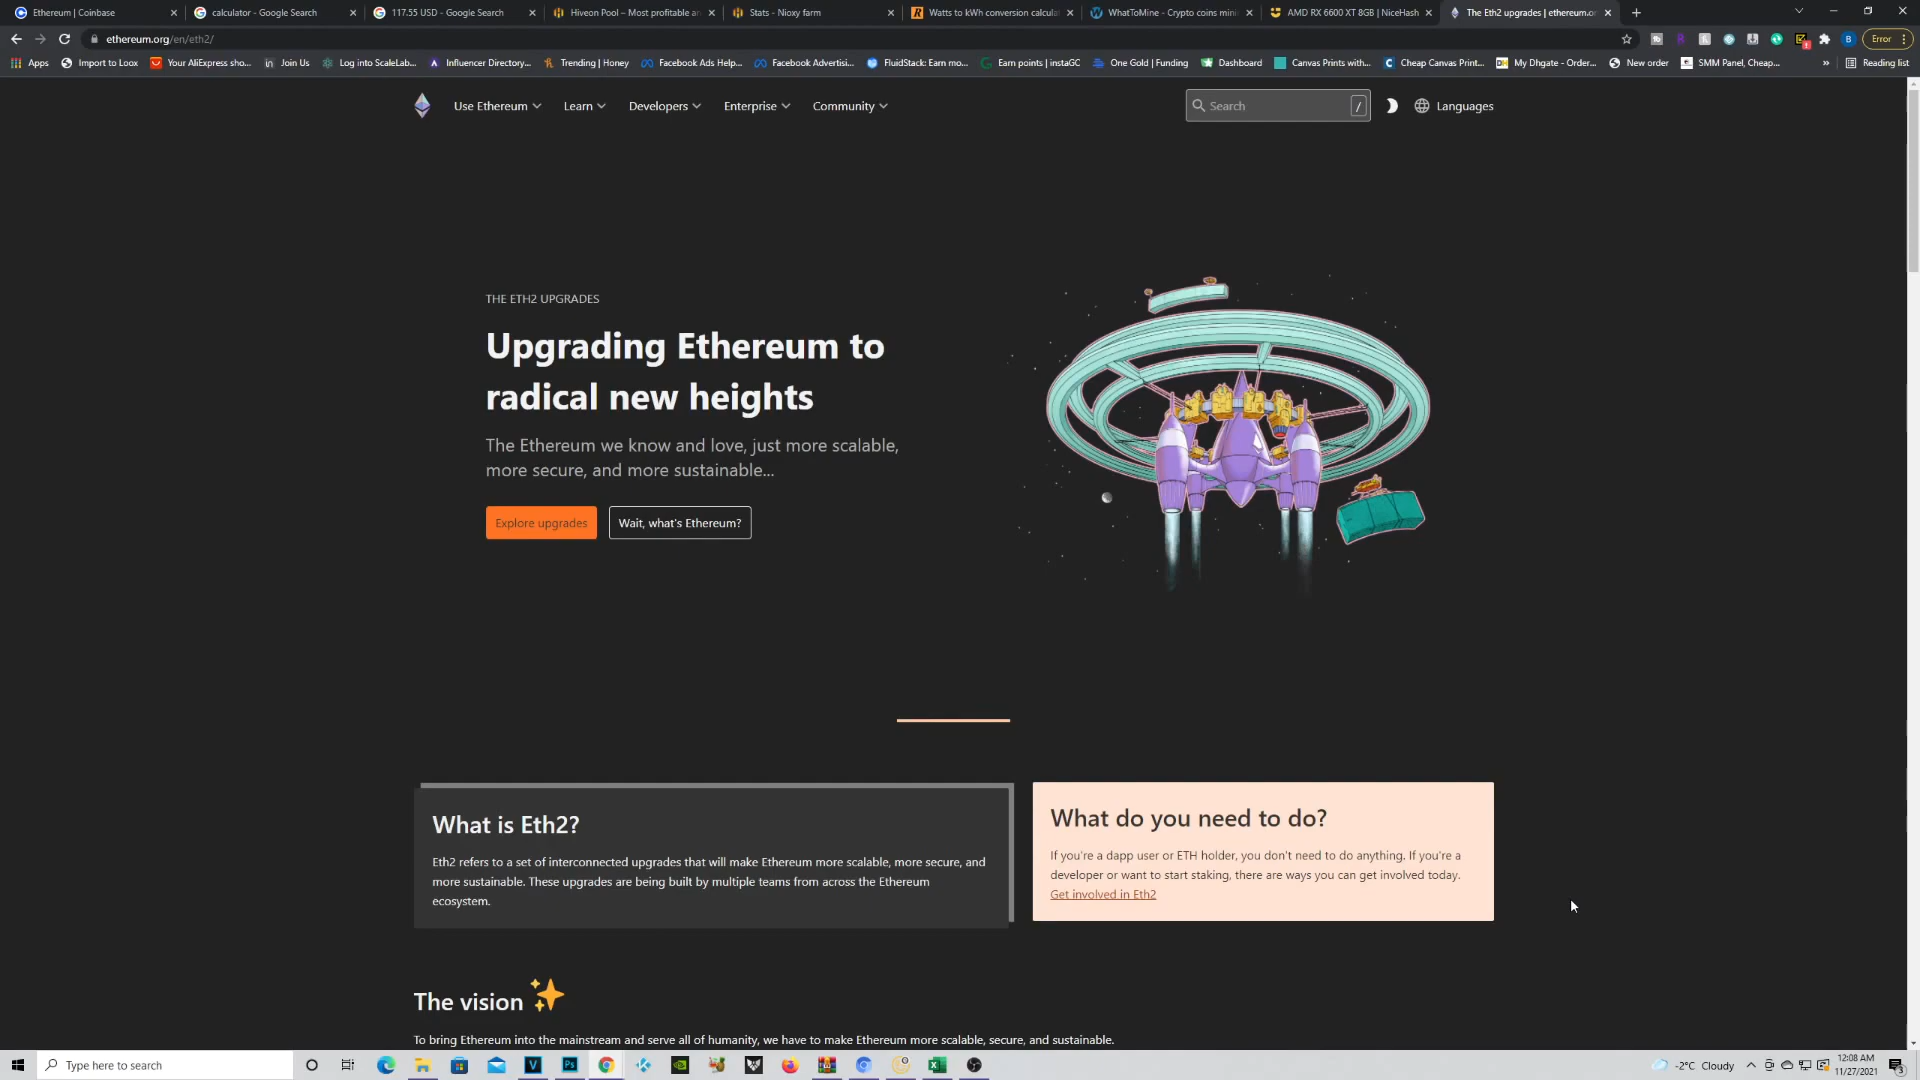 Ethereum | Coinbase
calculator - Google Search
117.55 USD - Google Search
Hiveon Pool – Most profitable an
Stats - Nioxy farm
Watts to kWh conversion calcula
WhatToMine - Crypto coins mini
AMD RX 6600 XT 8GB | NiceHash
The Eth2 upgrades | ethereum.or
ethereum.org/en/eth2/
B
Error
Apps
Import to Loox
Your AliExpress sho...
Join Us
Log into ScaleLab...
Influencer Directory...
Trending | Honey
Facebook Ads Help...
Facebook Advertisi...
FluidStack: Earn mo...
Earn points | instaGC
One Gold | Funding
Dashboard
Canvas Prints with...
Cheap Canvas Print...
My Dhgate - Order...
New order
SMM Panel, Cheap...
»
Reading list
Use Ethereum
Learn
Developers
Enterprise
Community
Search
/
Languages
THE ETH2 UPGRADES
Upgrading Ethereum to
radical new heights
The Ethereum we know and love, just more scalable,
more secure, and more sustainable...
Explore upgrades
Wait, what's Ethereum?
What is Eth2?
Eth2 refers to a set of interconnected upgrades that will make Ethereum more scalable, more secure, and
more sustainable. These upgrades are being built by multiple teams from across the Ethereum
ecosystem.
What do you need to do?
If you're a dapp user or ETH holder, you don't need to do anything. If you're a
developer or want to start staking, there are ways you can get involved today.
Get involved in Eth2
The vision
To bring Ethereum into the mainstream and serve all of humanity, we have to make Ethereum more scalable, secure, and sustainable.
Type here to search
-2°C Cloudy
12:08 AM
11/27/2021
3